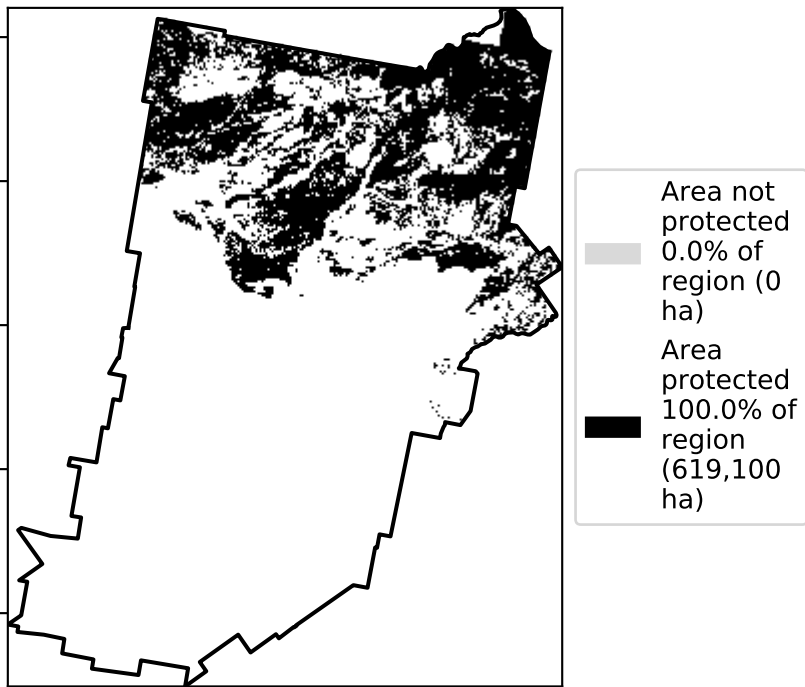 Area not
protected
0.0% of
region (0
ha)
Area
protected
100.0% of
region
(619,100
ha)